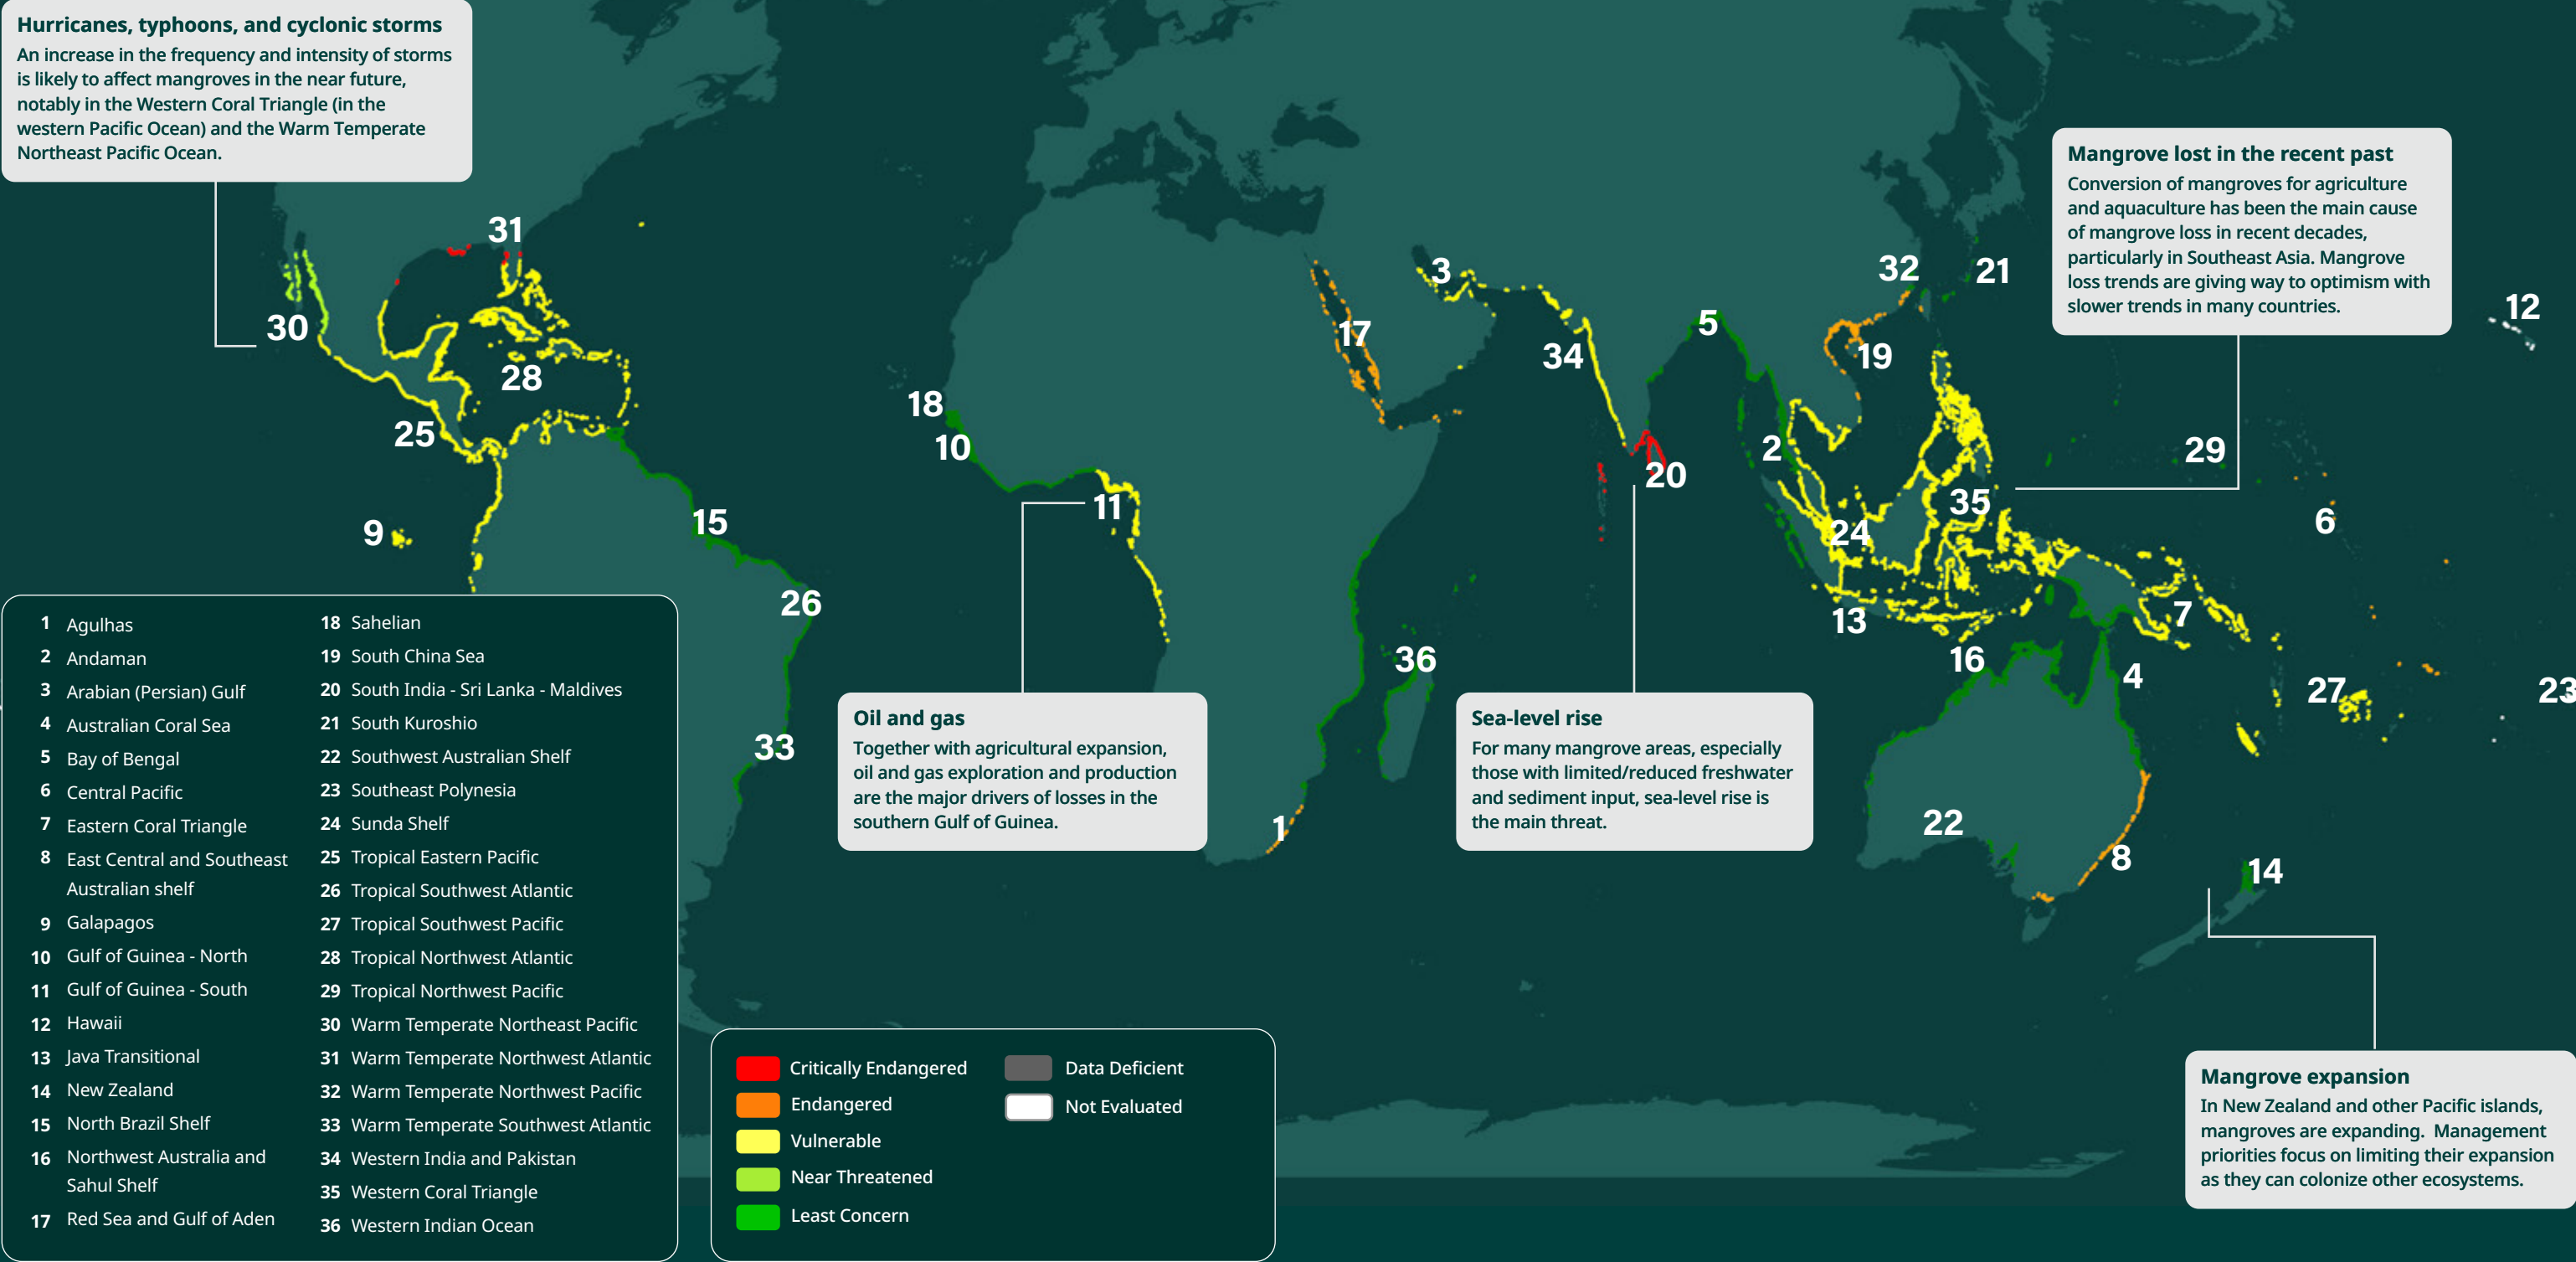 Hurricanes, typhoons, and cyclonic storms
An increase in the frequency and intensity of storms
is likely to affect mangroves in the near future,
notably in the Western Coral Triangle (in the
western Pacific Ocean) and the Warm Temperate
Northeast Pacific Ocean.
Mangrove lost in the recent past
Conversion of mangroves for agriculture
and aquaculture has been the main cause
of mangrove loss in recent decades,
particularly in Southeast Asia. Mangrove
loss trends are giving way to optimism with
slower trends in many countries.
31
30
28
25
9
15
26
33
18
10
11
17
3
34
5
20
2
19
32
21
12
29
35
24
6
13
7
16
4
27
23
36
1
22
8
14
Oil and gas
Together with agricultural expansion,
oil and gas exploration and production
are the major drivers of losses in the
southern Gulf of Guinea.
Sea-level rise
For many mangrove areas, especially
those with limited/reduced freshwater
and sediment input, sea-level rise is
the main threat.
Mangrove expansion
In New Zealand and other Pacific islands,
mangroves are expanding. Management
priorities focus on limiting their expansion
as they can colonize other ecosystems.
1 Agulhas
2 Andaman
3 Arabian (Persian) Gulf
4 Australian Coral Sea
5 Bay of Bengal
6 Central Pacific
7 Eastern Coral Triangle
8 East Central and Southeast
Australian shelf
9 Galapagos
10 Gulf of Guinea - North
11 Gulf of Guinea - South
12 Hawaii
13 Java Transitional
14 New Zealand
15 North Brazil Shelf
16 Northwest Australia and
Sahul Shelf
17 Red Sea and Gulf of Aden
18 Sahelian
19 South China Sea
20 South India - Sri Lanka - Maldives
21 South Kuroshio
22 Southwest Australian Shelf
23 Southeast Polynesia
24 Sunda Shelf
25 Tropical Eastern Pacific
26 Tropical Southwest Atlantic
27 Tropical Southwest Pacific
28 Tropical Northwest Atlantic
29 Tropical Northwest Pacific
30 Warm Temperate Northeast Pacific
31 Warm Temperate Northwest Atlantic
32 Warm Temperate Northwest Pacific
33 Warm Temperate Southwest Atlantic
34 Western India and Pakistan
35 Western Coral Triangle
36 Western Indian Ocean
Critically Endangered
Endangered
Vulnerable
Near Threatened
Least Concern
Data Deficient
Not Evaluated